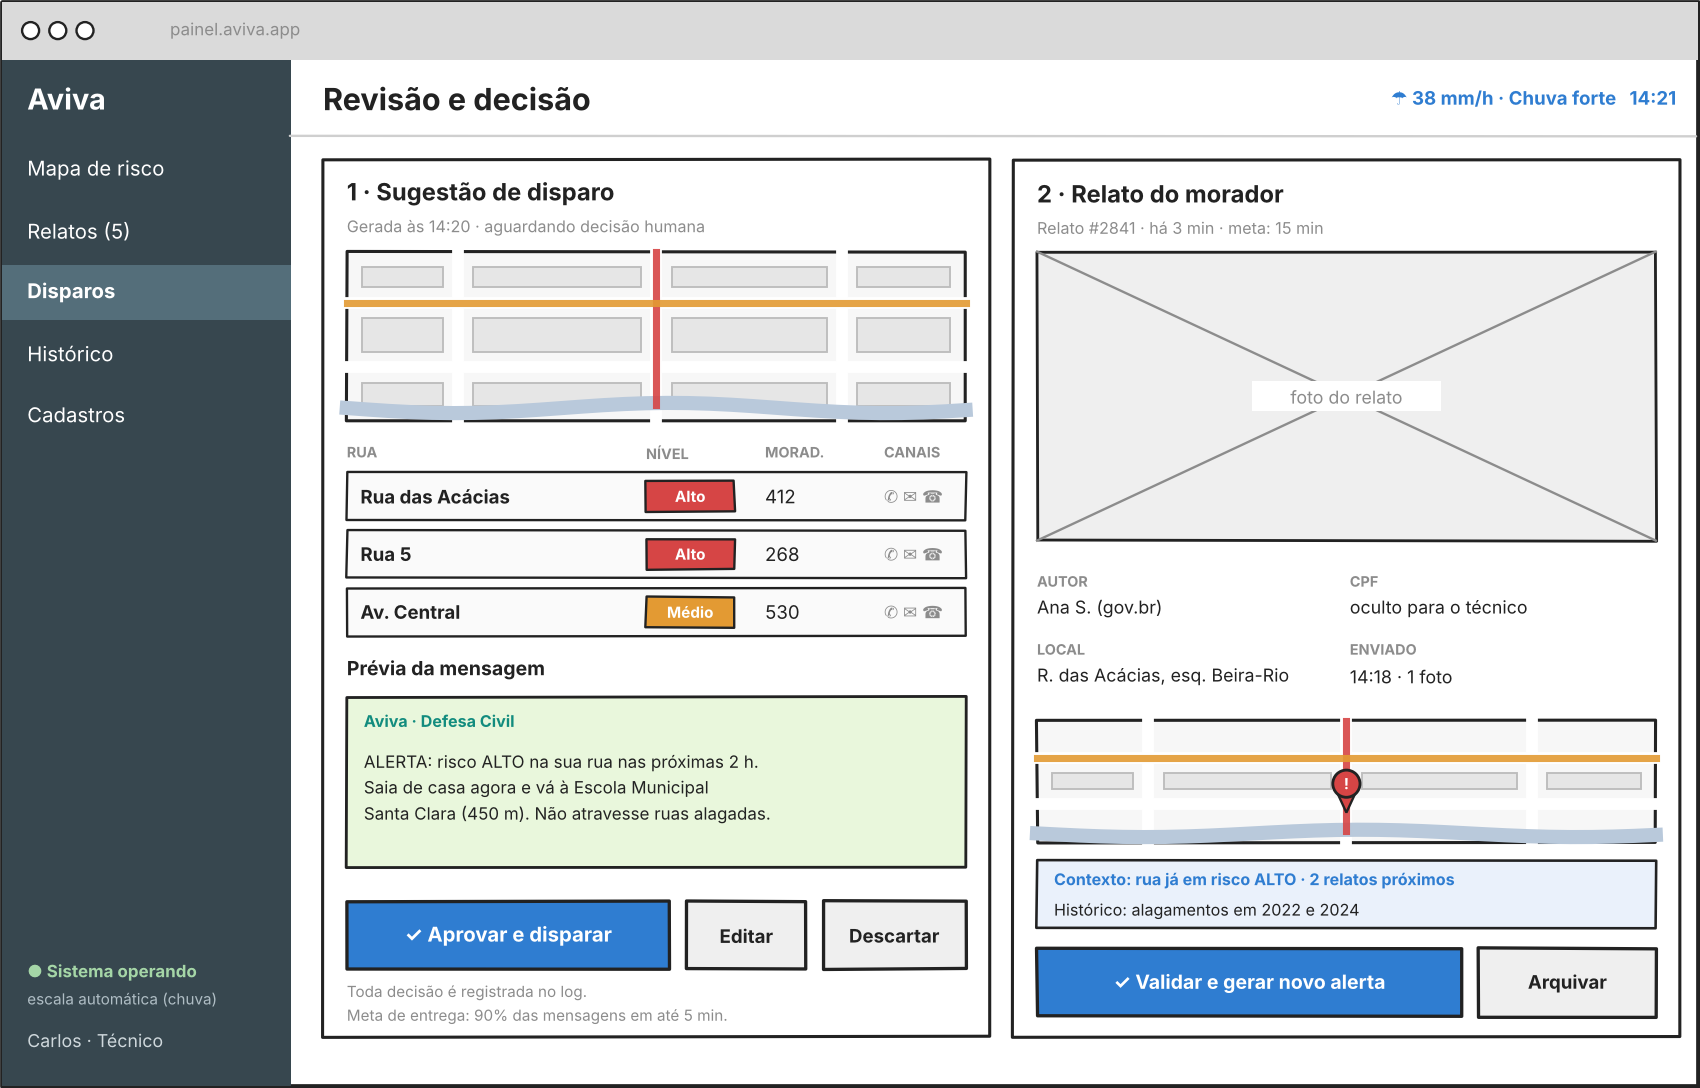 painel.aviva.app
Aviva
Mapa de risco
Relatos (5)
Disparos
Histórico
Cadastros
● Sistema operando
escala automática (chuva)
Carlos · Técnico
Revisão e decisão
☂ 38 mm/h · Chuva forte 14:21
1 · Sugestão de disparo
Gerada às 14:20 · aguardando decisão humana
RUA NÍVEL MORAD. CANAIS
Rua das Acácias Alto 412 ✆ ✉ ☎
Rua 5 Alto 268 ✆ ✉ ☎
Av. Central Médio 530 ✆ ✉ ☎
Prévia da mensagem
Aviva · Defesa Civil
ALERTA: risco ALTO na sua rua nas próximas 2 h.
Saia de casa agora e vá à Escola Municipal
Santa Clara (450 m). Não atravesse ruas alagadas.
✓ Aprovar e disparar Editar Descartar
Toda decisão é registrada no log.
Meta de entrega: 90% das mensagens em até 5 min.
2 · Relato do morador
Relato #2841 · há 3 min · meta: 15 min
foto do relato
AUTOR CPF
Ana S. (gov.br) oculto para o técnico
LOCAL ENVIADO
R. das Acácias, esq. Beira-Rio 14:18 · 1 foto
!
Contexto: rua já em risco ALTO · 2 relatos próximos
Histórico: alagamentos em 2022 e 2024
✓ Validar e gerar novo alerta Arquivar